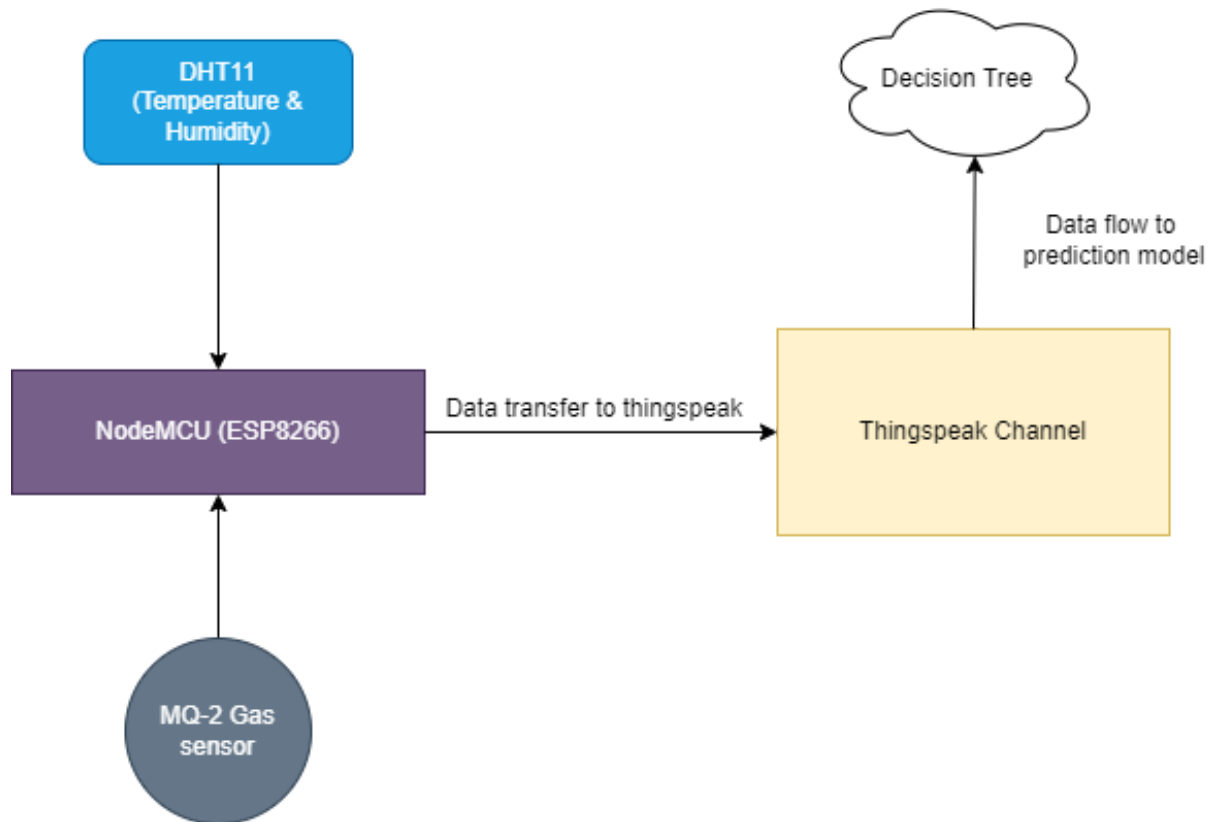 DHT11
(Temperature &
Humidity)
Decision Tree
Data flow to
prediction model
NodeMCU (ESP8266)
Data transfer to thingspeak
Thingspeak Channel
MQ-2 Gas
sensor